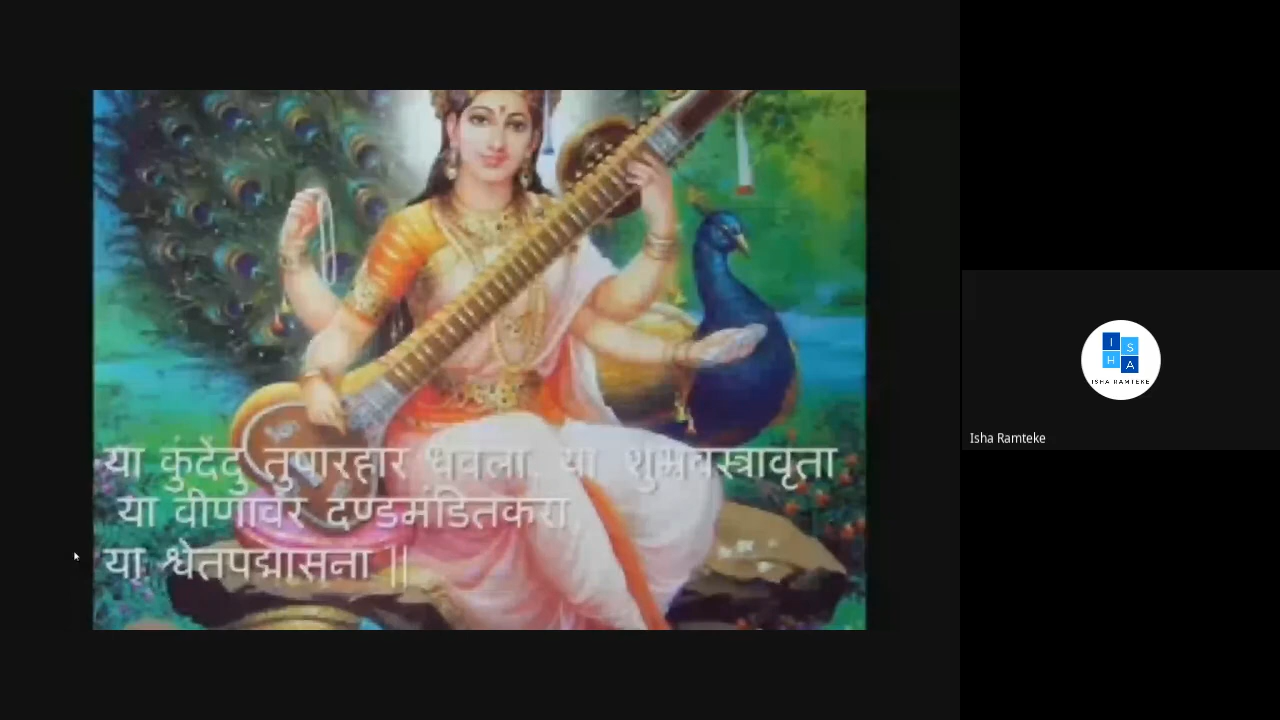 या कुंदेंदु तुषारहार धवला या शुभ्रवस्त्रावृता
या वीणावर दण्डमंडितकरा
या श्वेतपद्मासना ||
I S
H A
ISHA RAMTEKE
Isha Ramteke